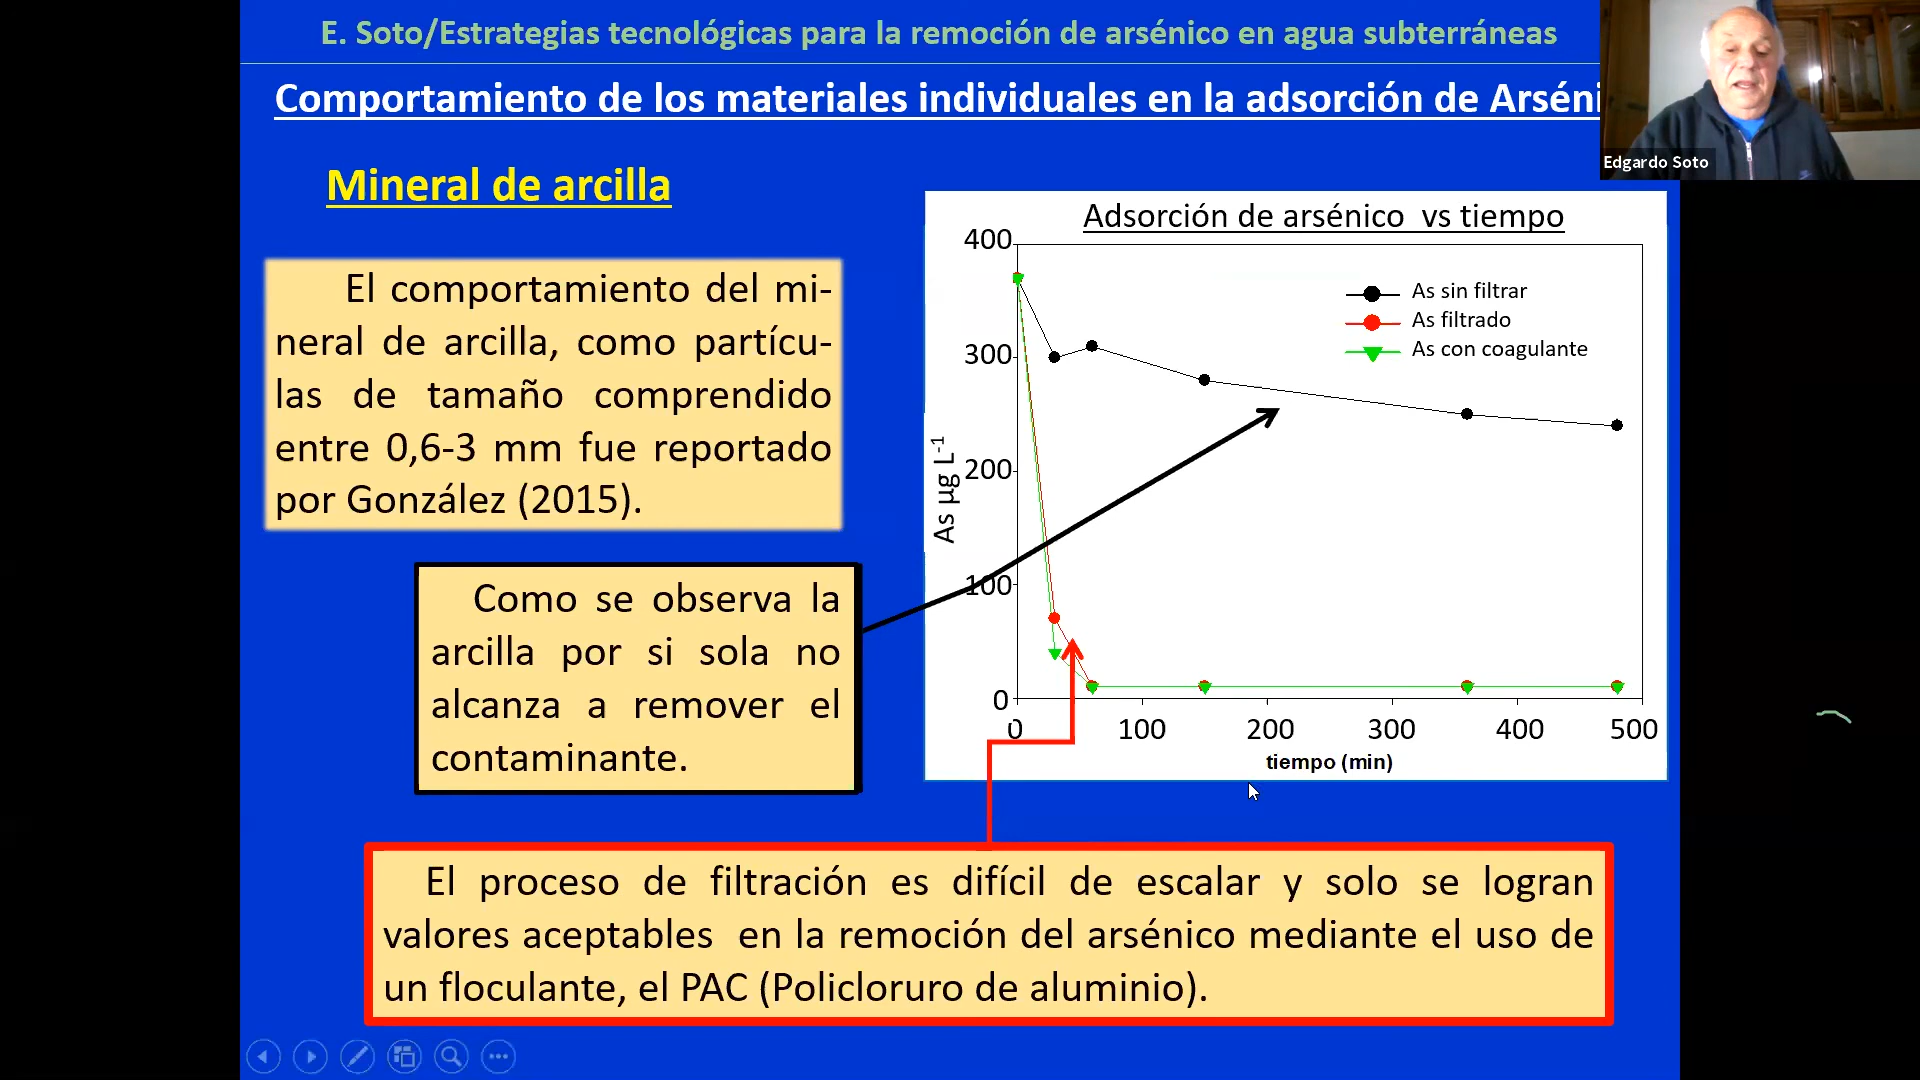 E. Soto/Estrategias tecnológicas para la remoción de arsénico en agua subterráneas
Comportamiento de los materiales individuales en la adsorción de Arséni
Edgardo Soto
Mineral de arcilla
El comportamiento del mi-
neral de arcilla, como partícu-
las de tamaño comprendido
entre 0,6-3 mm fue reportado
por González (2015).
Como se observa la
arcilla por si sola no
alcanza a remover el
contaminante.
Adsorción de arsénico vs tiempo
As sin filtrar
As filtrado
As con coagulante
As µg L-1
400
300
200
100
0
0 100 200 300 400 500
tiempo (min)
El proceso de filtración es difícil de escalar y solo se logran
valores aceptables en la remoción del arsénico mediante el uso de
un floculante, el PAC (Policloruro de aluminio).